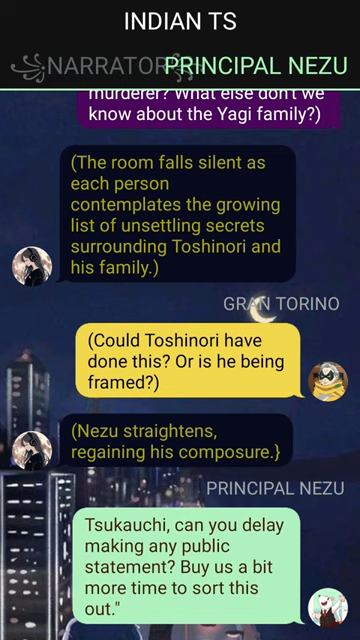 INDIAN TS
NARRATOR
PRINCIPAL NEZU
murderer? What else don't we
know about the Yagi family?)
(The room falls silent as
each person
contemplates the growing
list of unsettling secrets
surrounding Toshinori and
his family.)
GRAN TORINO
(Could Toshinori have
done this? Or is he being
framed?)
(Nezu straightens,
regaining his composure.}
PRINCIPAL NEZU
Tsukauchi, can you delay
making any public
statement? Buy us a bit
more time to sort this
out."